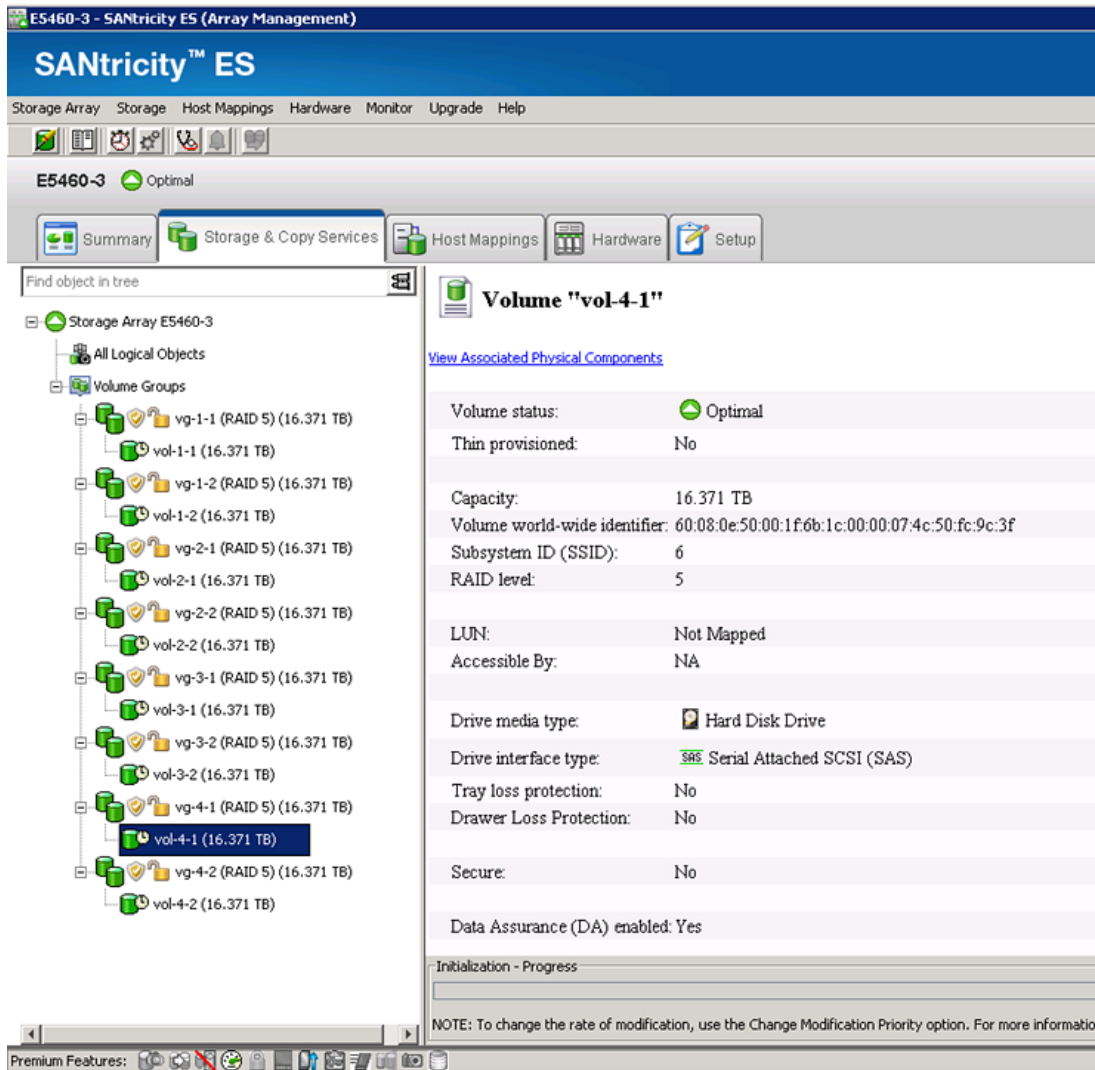 E5460-3 - SANtricity ES (Array Management)
SANtricity™ ES
Storage Array Storage Host Mappings Hardware Monitor Upgrade Help
E5460-3 Optimal
Summary Storage & Copy Services Host Mappings Hardware Setup
Find object in tree
Storage Array E5460-3
All Logical Objects
Volume Groups
vg-1-1 (RAID 5) (16.371 TB)
vol-1-1 (16.371 TB)
vg-1-2 (RAID 5) (16.371 TB)
vol-1-2 (16.371 TB)
vg-2-1 (RAID 5) (16.371 TB)
vol-2-1 (16.371 TB)
vg-2-2 (RAID 5) (16.371 TB)
vol-2-2 (16.371 TB)
vg-3-1 (RAID 5) (16.371 TB)
vol-3-1 (16.371 TB)
vg-3-2 (RAID 5) (16.371 TB)
vol-3-2 (16.371 TB)
vg-4-1 (RAID 5) (16.371 TB)
vol-4-1 (16.371 TB)
vg-4-2 (RAID 5) (16.371 TB)
vol-4-2 (16.371 TB)
Volume "vol-4-1"
View Associated Physical Components
Volume status: Optimal
Thin provisioned: No
Capacity: 16.371 TB
Volume world-wide identifier: 60:08:0e:50:00:1f:6b:1c:00:00:07:4c:50:fc:9c:3f
Subsystem ID (SSID): 6
RAID level: 5
LUN: Not Mapped
Accessible By: NA
Drive media type: Hard Disk Drive
Drive interface type: SAS Serial Attached SCSI (SAS)
Tray loss protection: No
Drawer Loss Protection: No
Secure: No
Data Assurance (DA) enabled: Yes
Initialization - Progress
NOTE: To change the rate of modification, use the Change Modification Priority option. For more informatio
Premium Features: